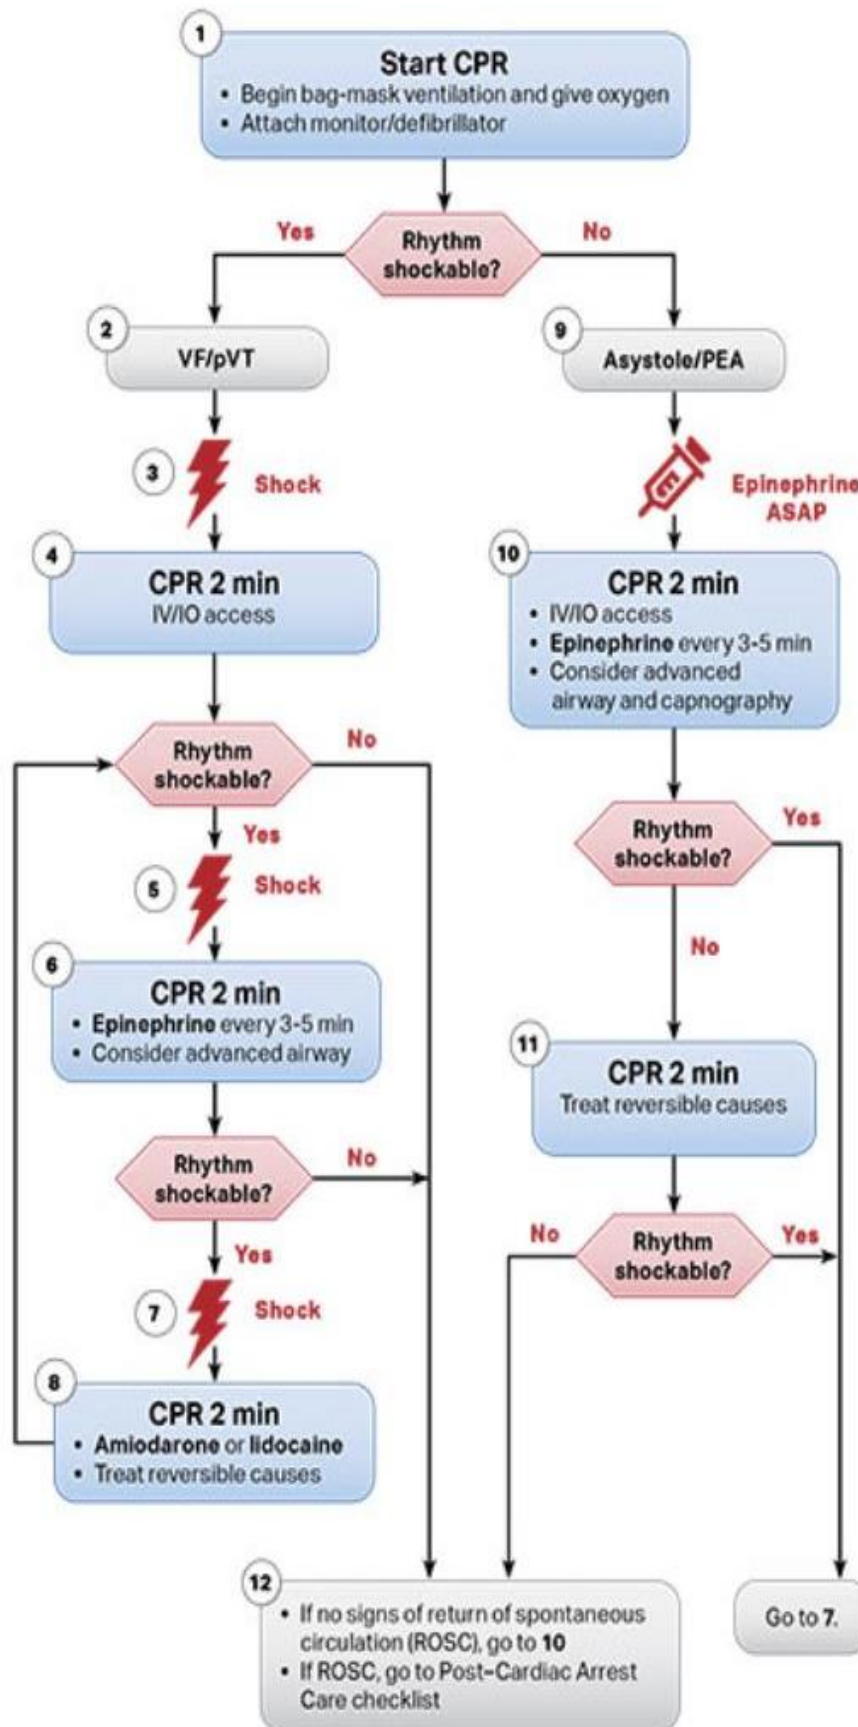 1
Start CPR
• Begin bag-mask ventilation and give oxygen
• Attach monitor/defibrillator
Rhythm
shockable?
Yes
No
2
VF/pVT
3
Shock
4
CPR 2 min
IV/IO access
Rhythm
shockable?
No
Yes
5
Shock
6
CPR 2 min
• Epinephrine every 3-5 min
• Consider advanced airway
Rhythm
shockable?
No
Yes
7
Shock
8
CPR 2 min
• Amiodarone or lidocaine
• Treat reversible causes
9
Asystole/PEA
Epinephrine
ASAP
10
CPR 2 min
• IV/IO access
• Epinephrine every 3-5 min
• Consider advanced
airway and capnography
Rhythm
shockable?
Yes
No
11
CPR 2 min
Treat reversible causes
Rhythm
shockable?
No
Yes
12
• If no signs of return of spontaneous
circulation (ROSC), go to 10
• If ROSC, go to Post–Cardiac Arrest
Care checklist
Go to 7.